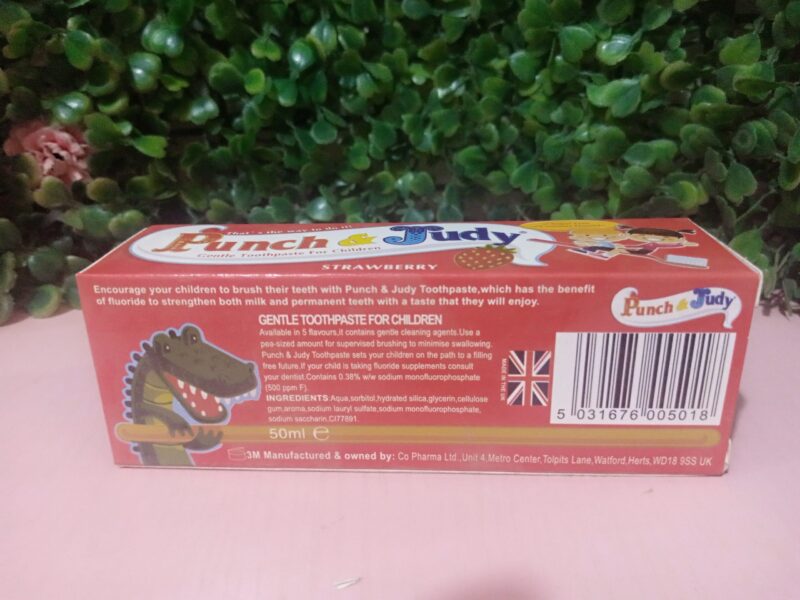 That's the way to do it!
Punch & Judy
Gentle Toothpaste For Children
STRAWBERRY
Encourage your children to brush their teeth with Punch & Judy Toothpaste,which has the benefit
of fluoride to strengthen both milk and permanent teeth with a taste that they will enjoy.
Punch & Judy
GENTLE TOOTHPASTE FOR CHILDREN
Available in 5 flavours,it contains gentle cleaning agents.Use a
pea-sized amount for supervised brushing to minimise swallowing.
Punch & Judy Toothpaste sets your children on the path to a filling
free future.If your child is taking fluoride supplements consult
your dentist.Contains 0.38% w/w sodium monofluorophosphate
(500 ppm F).
INGREDIENTS:Aqua,sorbitol,hydrated silica,glycerin,cellulose
gum,aroma,sodium lauryl sulfate,sodium monofluorophosphate,
sodium saccharin,CI77891.
MADE IN THE UK
5 031676 005018
50ml e
3M Manufactured & owned by: Co Pharma Ltd.,Unit 4,Metro Center,Tolpits Lane,Watford,Herts,WD18 9SS UK